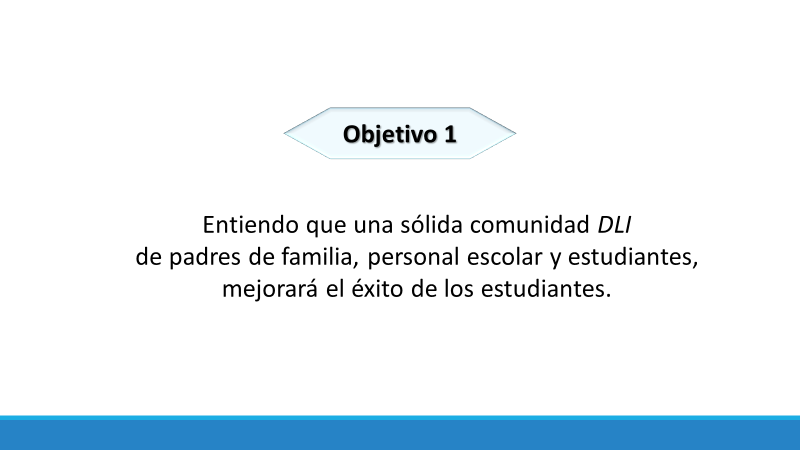 Objetivo 1
Entiendo que una sólida comunidad DLI
de padres de familia, personal escolar y estudiantes,
mejorará el éxito de los estudiantes.